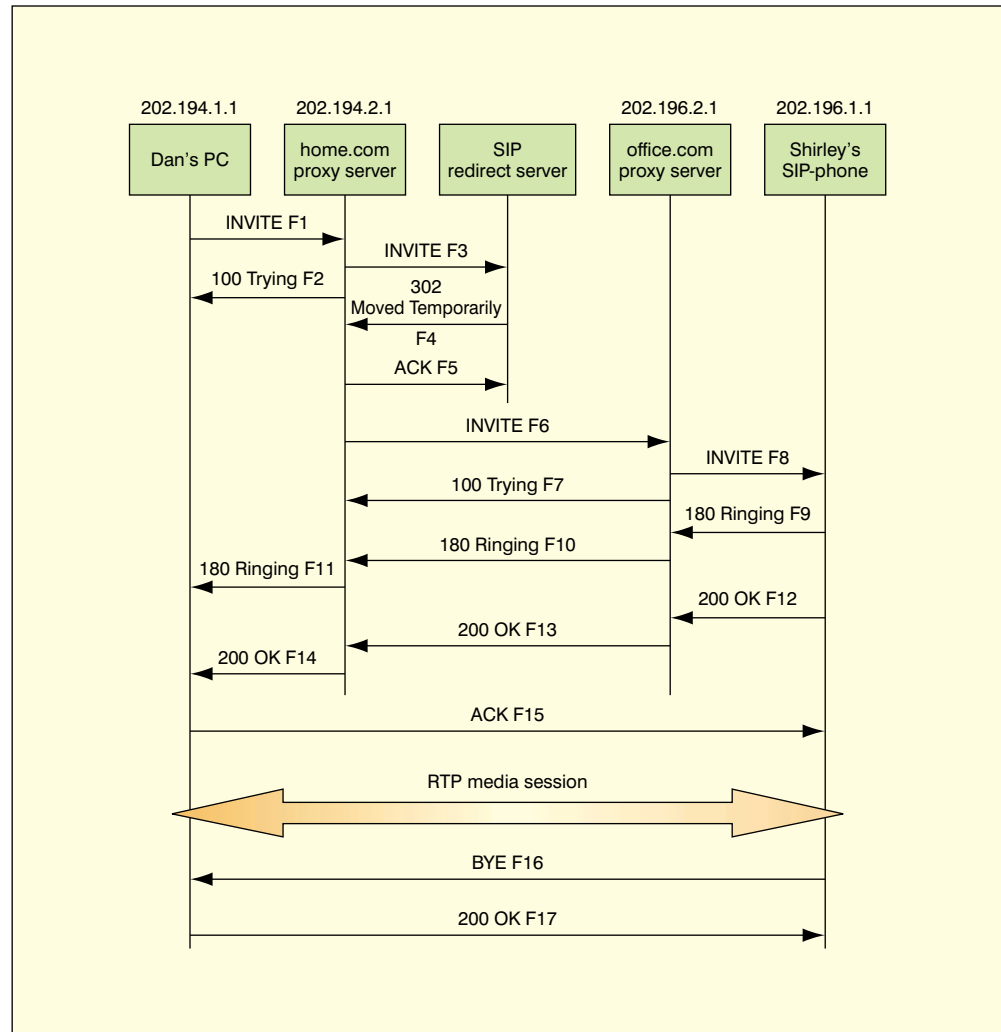 202.194.1.1
202.194.2.1
202.196.2.1
202.196.1.1
Dan's PC
home.com
proxy server
SIP
redirect server
office.com
proxy server
Shirley's
SIP-phone
INVITE F1
INVITE F3
100 Trying F2
302
Moved Temporarily
F4
ACK F5
INVITE F6
INVITE F8
100 Trying F7
180 Ringing F9
180 Ringing F10
180 Ringing F11
200 OK F12
200 OK F13
200 OK F14
ACK F15
RTP media session
BYE F16
200 OK F17